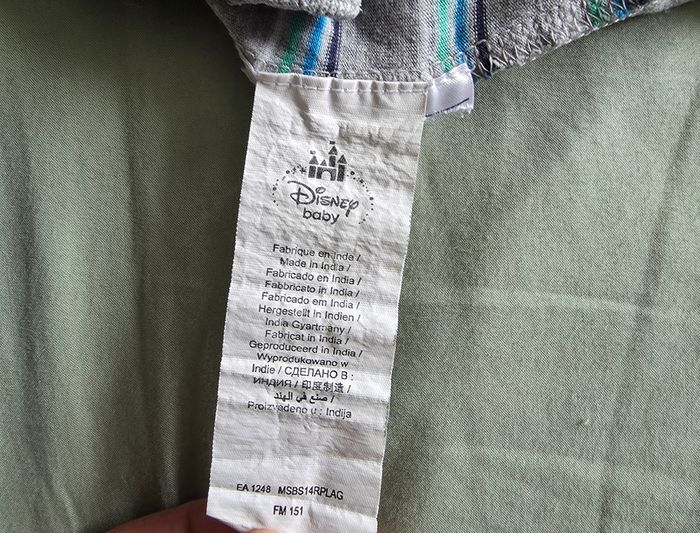 Disney
baby
Fabrique en Inde /
Made in India /
Fabricado en India /
Fabbricato in India /
Fabricado em India /
Hergestellt in Indien /
India Gyartmany /
Fabricat in India /
Geproduceerd in India /
Wyprodukowano w
Indie / СДЕЛАНО В :
ИНДИЯ / 印度制造 /
صنع في الهند /
Proizvedeno u : Indija
EA 1248 MSBS14RPLAG
FM 151